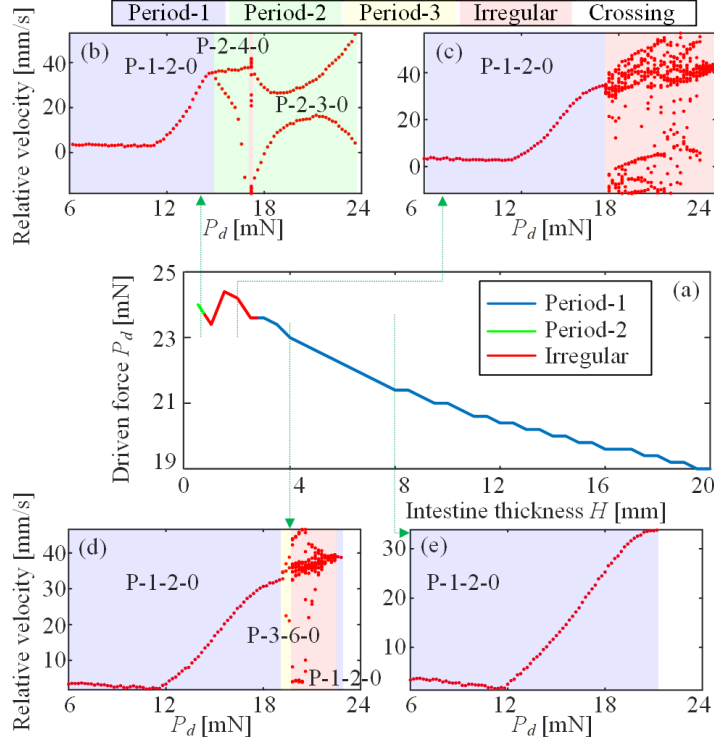 Period-1 Period-2 Period-3 Irregular Crossing
(b) P-2-4-0 (c)
P-1-2-0 P-1-2-0
P-2-3-0
Relative velocity [mm/s]
40
20
0
6 12 18 24
P_d [mN]
40
20
0
6 12 18 24
P_d [mN]
(a)
Driven force P_d [mN]
25
23
21
19
Period-1
Period-2
Irregular
0 4 8 12 16 20
Intestine thickness H [mm]
(d) (e)
P-1-2-0 P-1-2-0
P-3-6-0
P-1-2-0
Relative velocity [mm/s]
40
30
20
10
6 12 18 24
P_d [mN]
30
20
10
6 12 18 24
P_d [mN]